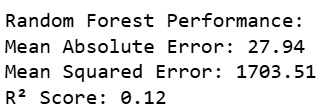 Random Forest Performance:
Mean Absolute Error: 27.94
Mean Squared Error: 1703.51
R² Score: 0.12